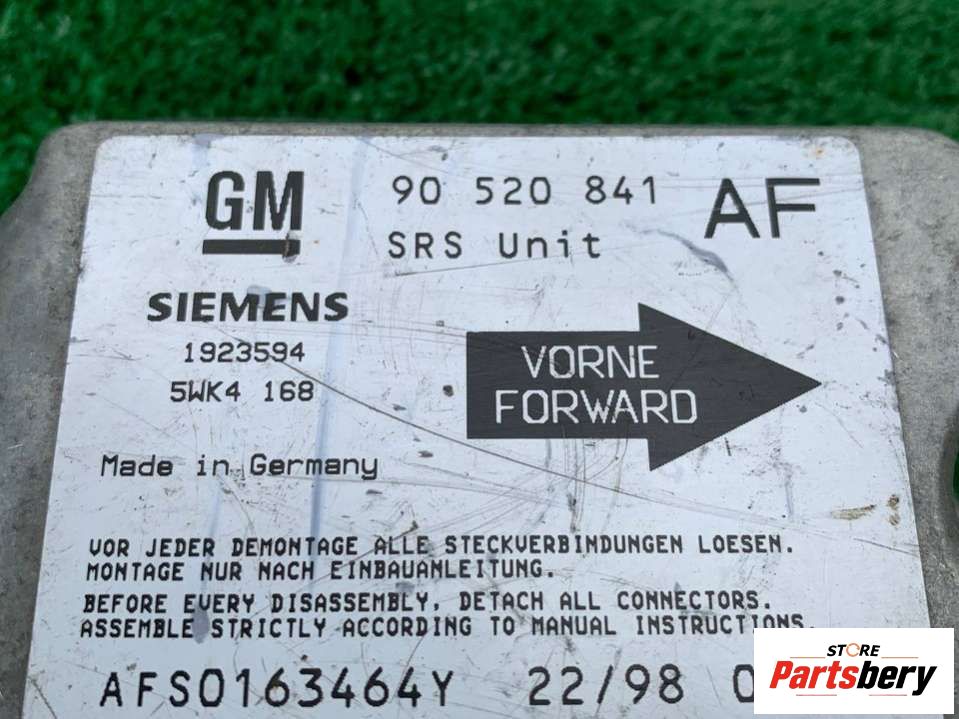 GM
90 520 841
AF
SRS Unit
SIEMENS
1923594
5WK4 168
VORNE
FORWARD
Made in Germany
VOR JEDER DEMONTAGE ALLE STECKVERBINDUNGEN LOESEN.
MONTAGE NUR NACH EINBAUANLEITUNG.
BEFORE EVERY DISASSEMBLY, DETACH ALL CONNECTORS.
ASSEMBLE STRICTLY ACCORDING TO MANUAL INSTRUCTIONS.
AFS0163464Y 22/98
STORE
Partsbery